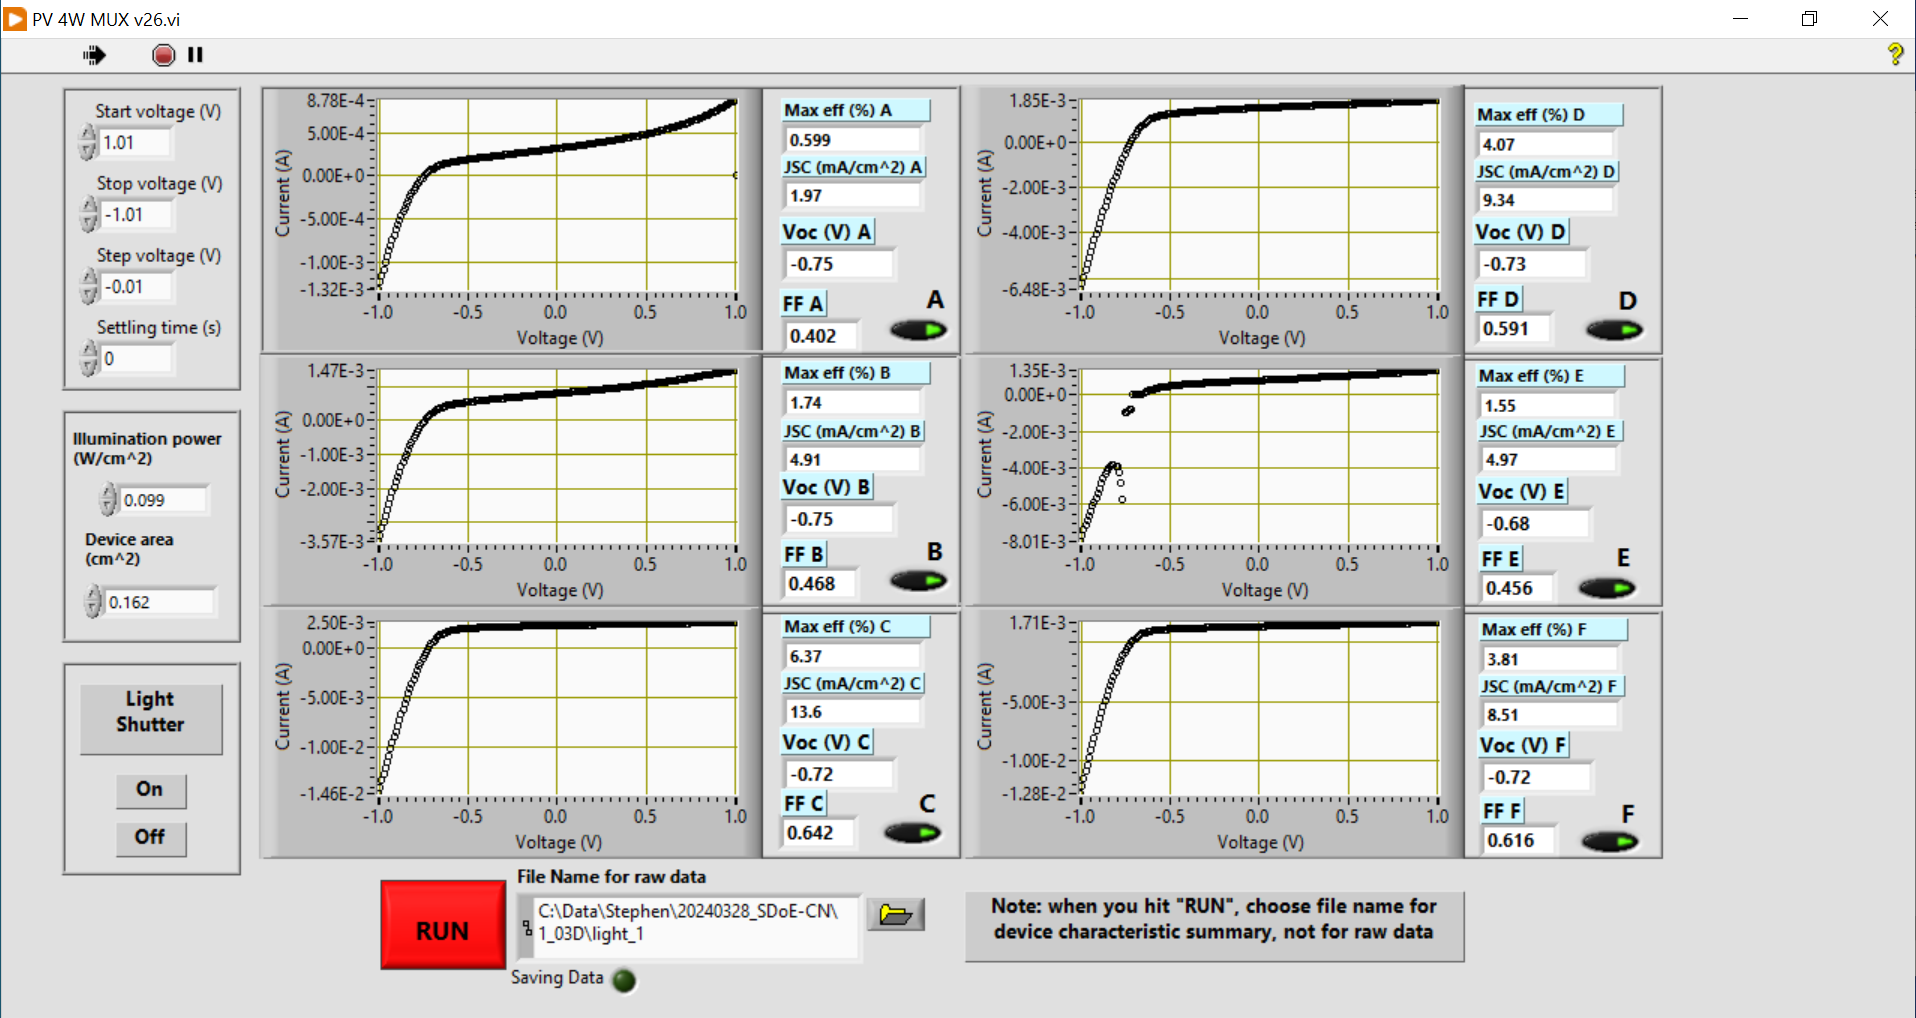 PV 4W MUX v26.vi
Start voltage (V)
1.01
Stop voltage (V)
-1.01
Step voltage (V)
-0.01
Settling time (s)
0
Illumination power
(W/cm^2)
0.099
Device area
(cm^2)
0.162
Light
Shutter
On
Off
8.78E-4
5.00E-4
0.00E+0
-5.00E-4
-1.00E-3
-1.32E-3
Current (A)
-1.0 -0.5 0.0 0.5 1.0
Voltage (V)
Max eff (%) A
0.599
JSC (mA/cm^2) A
1.97
Voc (V) A
-0.75
FF A
0.402
A
1.85E-3
0.00E+0
-2.00E-3
-4.00E-3
-6.48E-3
Current (A)
-1.0 -0.5 0.0 0.5 1.0
Voltage (V)
Max eff (%) D
4.07
JSC (mA/cm^2) D
9.34
Voc (V) D
-0.73
FF D
0.591
D
1.47E-3
0.00E+0
-1.00E-3
-2.00E-3
-3.57E-3
Current (A)
-1.0 -0.5 0.0 0.5 1.0
Voltage (V)
Max eff (%) B
1.74
JSC (mA/cm^2) B
4.91
Voc (V) B
-0.75
FF B
0.468
B
1.35E-3
0.00E+0
-2.00E-3
-4.00E-3
-6.00E-3
-8.01E-3
Current (A)
-1.0 -0.5 0.0 0.5 1.0
Voltage (V)
Max eff (%) E
1.55
JSC (mA/cm^2) E
4.97
Voc (V) E
-0.68
FF E
0.456
E
2.50E-3
0.00E+0
-5.00E-3
-1.00E-2
-1.46E-2
Current (A)
-1.0 -0.5 0.0 0.5 1.0
Voltage (V)
Max eff (%) C
6.37
JSC (mA/cm^2) C
13.6
Voc (V) C
-0.72
FF C
0.642
C
1.71E-3
-5.00E-3
-1.00E-2
-1.28E-2
Current (A)
-1.0 -0.5 0.0 0.5 1.0
Voltage (V)
Max eff (%) F
3.81
JSC (mA/cm^2) F
8.51
Voc (V) F
-0.72
FF F
0.616
F
RUN
File Name for raw data
C:\Data\Stephen\20240328_SDoE-CN\
1_03D\light_1
Saving Data
Note: when you hit "RUN", choose file name for
device characteristic summary, not for raw data